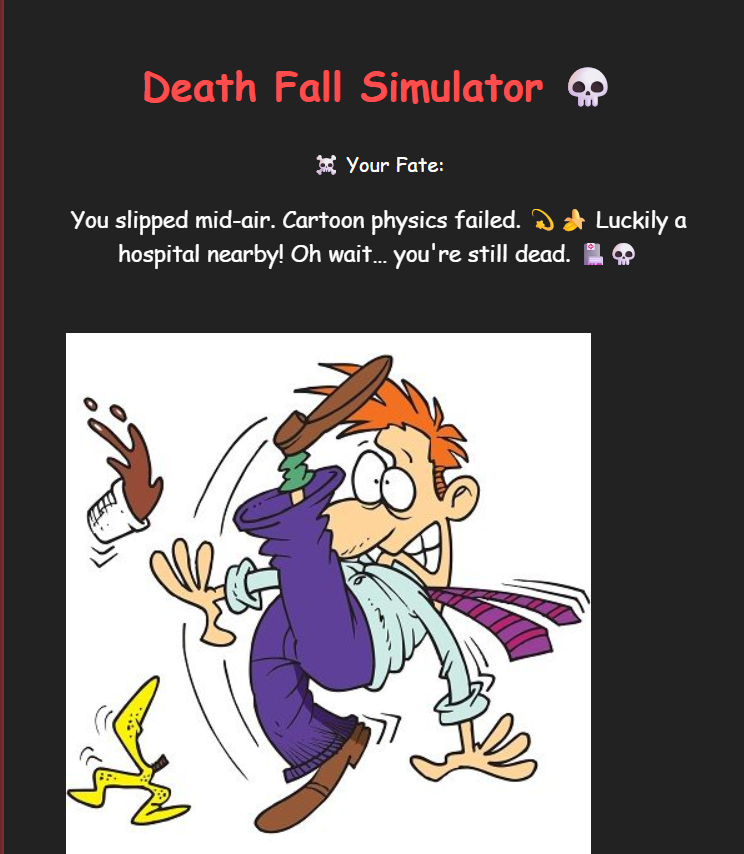 Death Fall Simulator 💀
☠️ Your Fate:
You slipped mid-air. Cartoon physics failed. 💫 🍌 Luckily a
hospital nearby! Oh wait... you're still dead. 🏥 💀